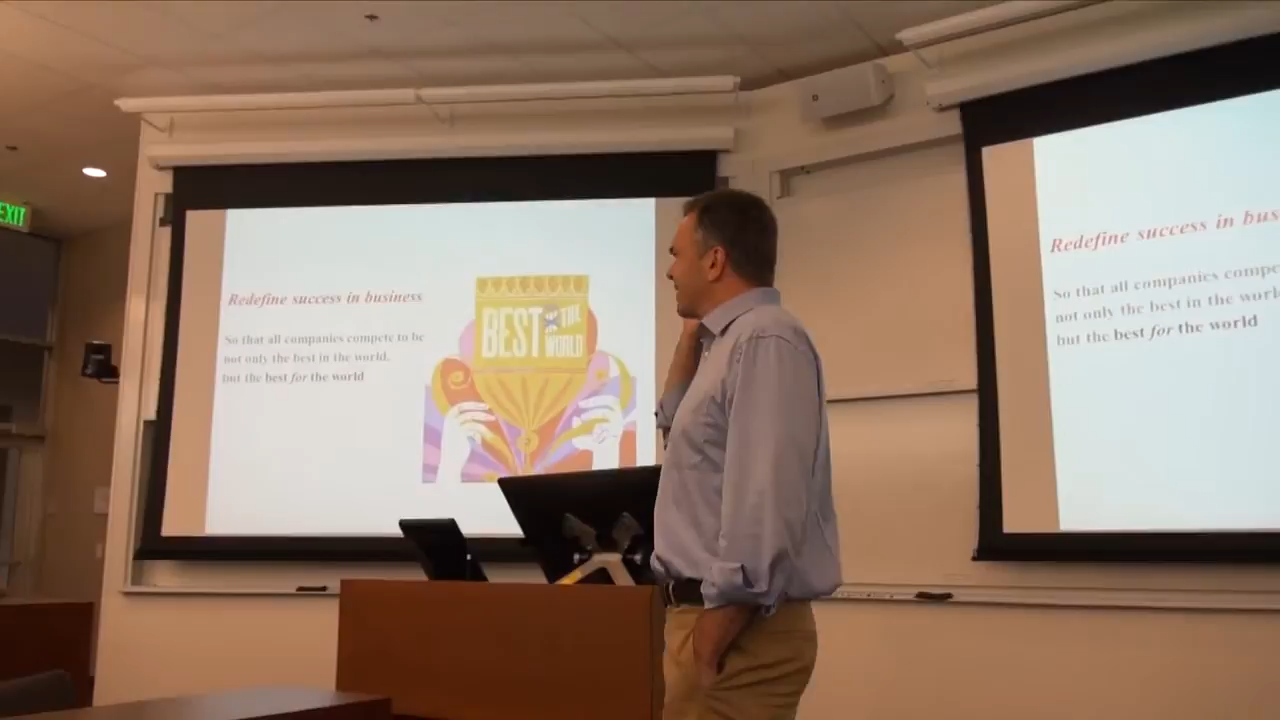 EXIT
Redefine success in business
So that all companies compete to be
not only the best in the world,
but the best for the world
BEST
THE
WORLD
Redefine success in bus
So that all companies compe
not only the best in the worl
but the best for the world